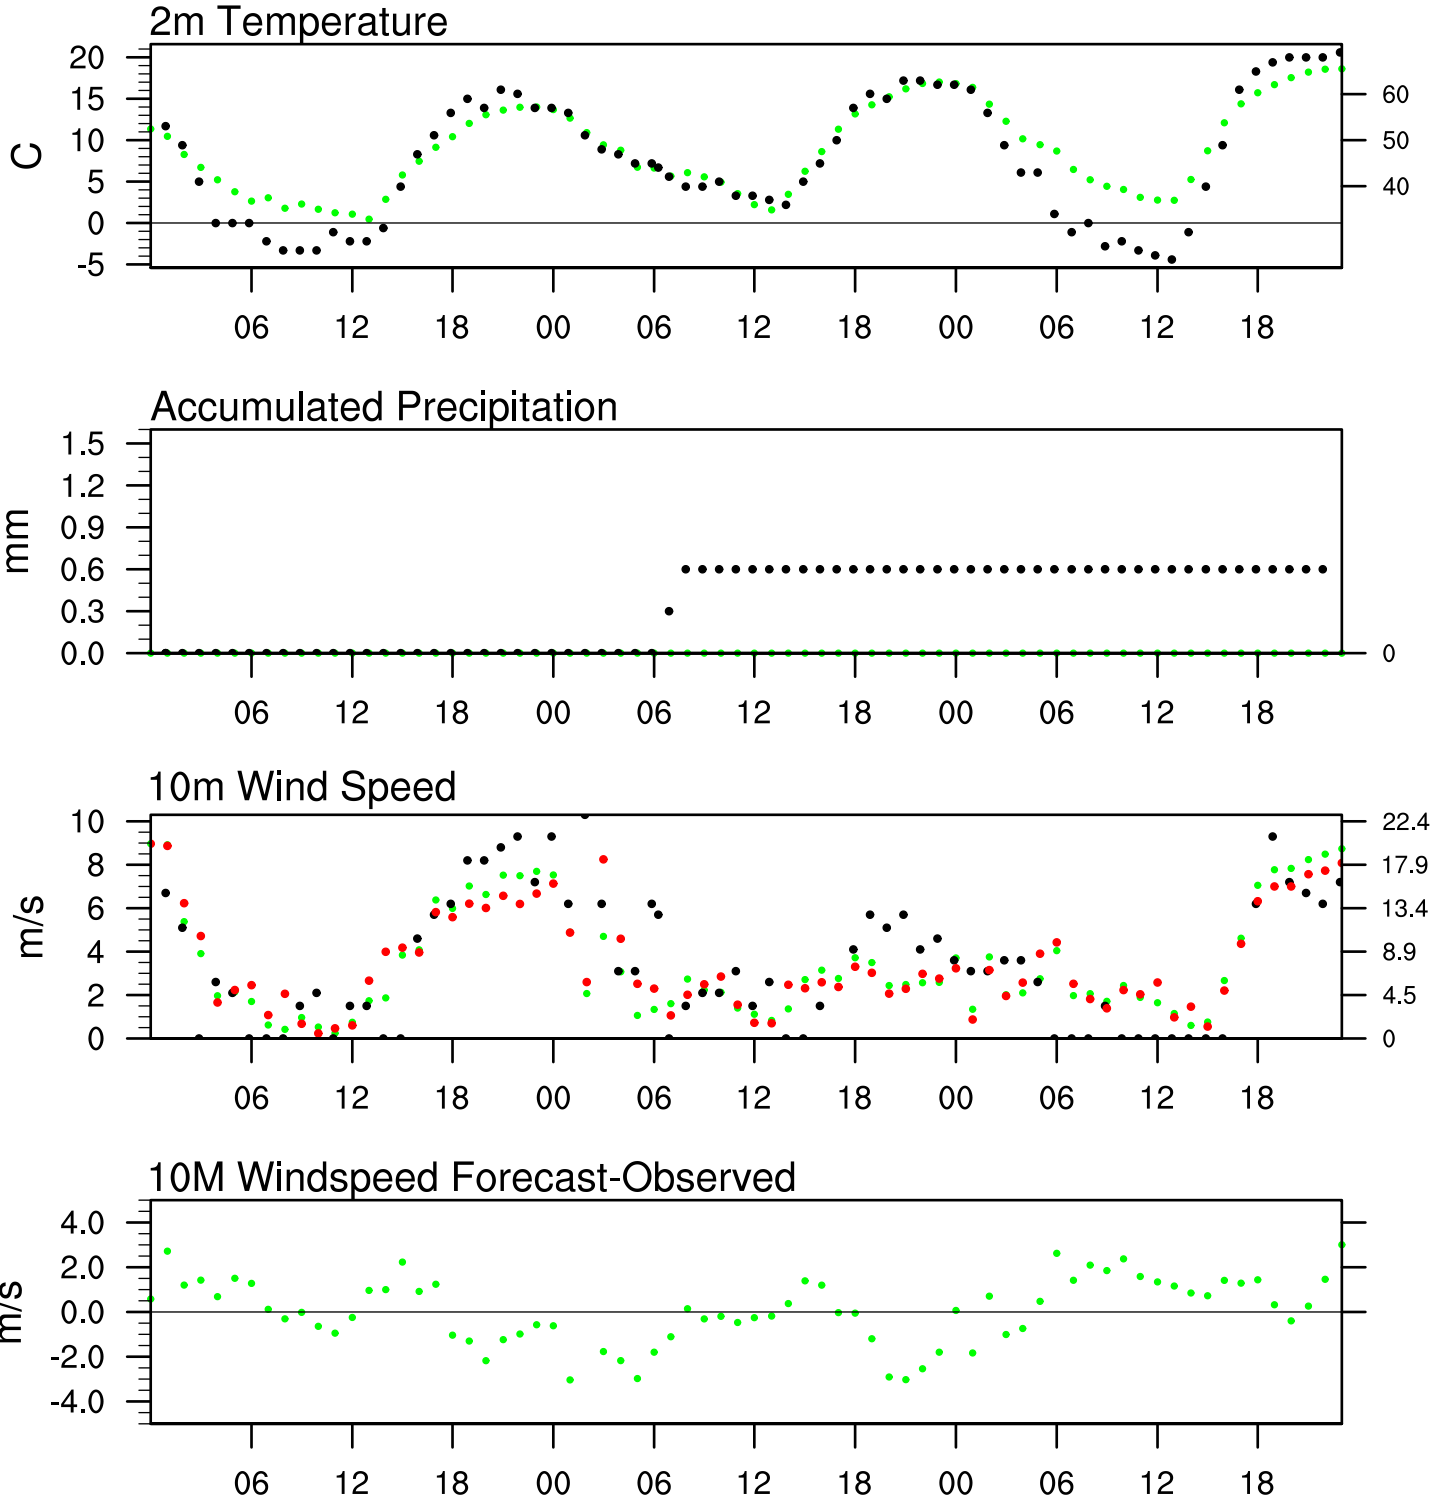 2m Temperature
20
15
10
5
0
-5
C
60
50
40
06 12 18 00 06 12 18 00 06 12 18
Accumulated Precipitation
1.5
1.2
0.9
0.6
0.3
0.0
mm
0
06 12 18 00 06 12 18 00 06 12 18
10m Wind Speed
10
8
6
4
2
0
m/s
22.4
17.9
13.4
8.9
4.5
0
06 12 18 00 06 12 18 00 06 12 18
10M Windspeed Forecast-Observed
4.0
2.0
0.0
-2.0
-4.0
m/s
06 12 18 00 06 12 18 00 06 12 18